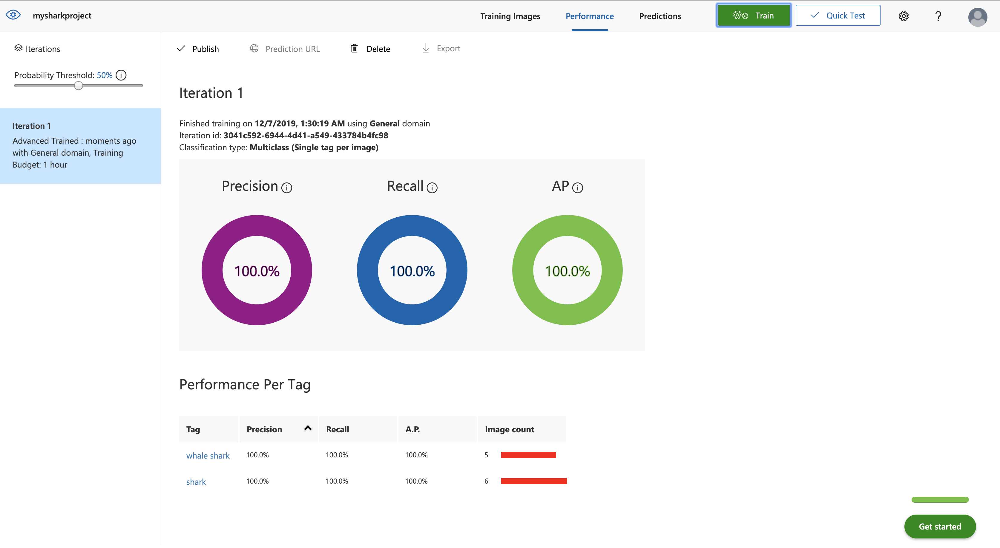 mysharkproject
Training Images
Performance
Predictions
Train
Quick Test
?
Iterations
Probability Threshold: 50%
Iteration 1
Advanced Trained : moments ago
with General domain, Training
Budget: 1 hour
Publish
Prediction URL
Delete
Export
Iteration 1
Finished training on 12/7/2019, 1:30:19 AM using General domain
Iteration id: 3041c592-6944-4d41-a549-433784b4fc98
Classification type: Multiclass (Single tag per image)
Precision
Recall
AP
100.0%
100.0%
100.0%
Performance Per Tag
Tag Precision Recall A.P. Image count
whale shark 100.0% 100.0% 100.0% 5
shark 100.0% 100.0% 100.0% 6
Get started